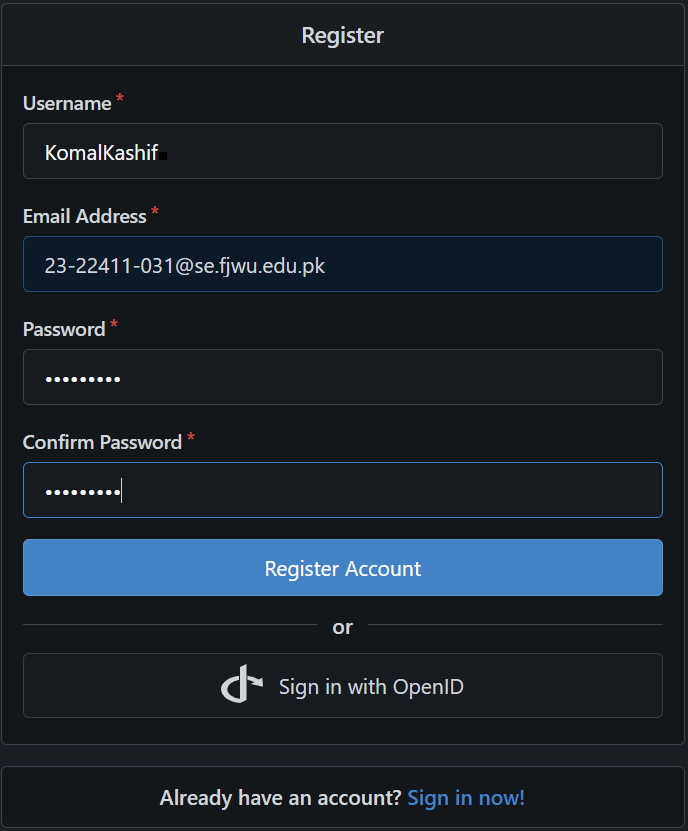 Register
Username *
KomalKashif
Email Address *
23-22411-031@se.fjwu.edu.pk
Password *
•••••••••
Confirm Password *
•••••••••
Register Account
or
Sign in with OpenID
Already have an account? Sign in now!